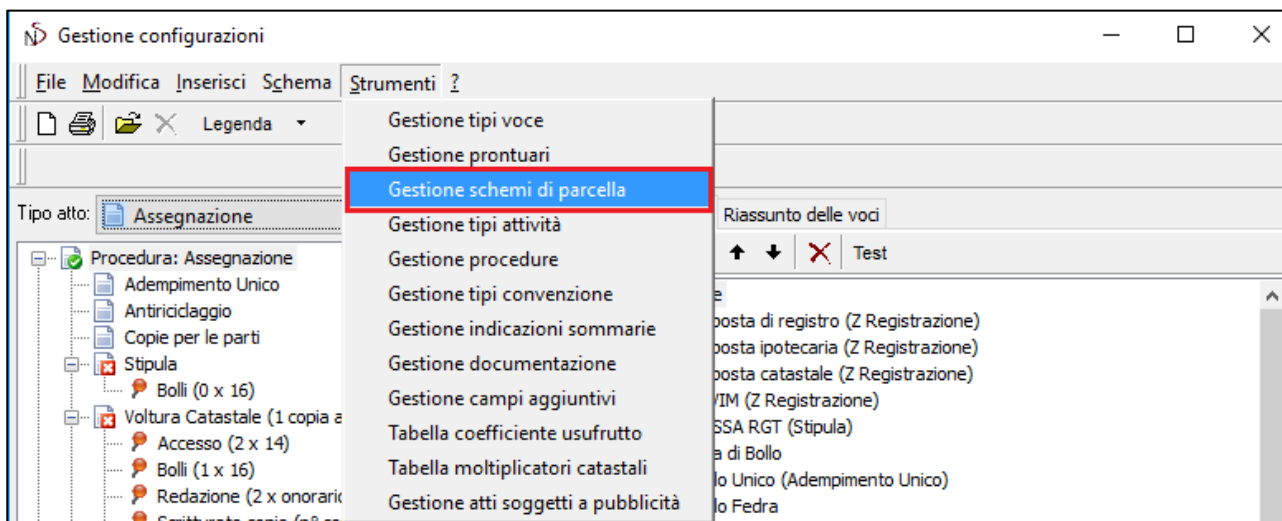 Gestione configurazioni
File Modifica Inserisci Schema Strumenti ?
Legenda
Gestione tipi voce
Gestione prontuari
Gestione schemi di parcella
Gestione tipi attività
Gestione procedure
Gestione tipi convenzione
Gestione indicazioni sommarie
Gestione documentazione
Gestione campi aggiuntivi
Tabella coefficiente usufrutto
Tabella moltiplicatori catastali
Gestione atti soggetti a pubblicità
Tipo atto: Assegnazione
Procedura: Assegnazione
Adempimento Unico
Antiriciclaggio
Copie per le parti
Stipula
Bolli (0 x 16)
Voltura Catastale (1 copia a
Accesso (2 x 14)
Bolli (1 x 16)
Redazione (2 x onorario
Riassunto delle voci
Test
posta di registro (Z Registrazione)
posta ipotecaria (Z Registrazione)
posta catastale (Z Registrazione)
VIM (Z Registrazione)
SSA RGT (Stipula)
a di Bollo
lo Unico (Adempimento Unico)
lo Fedra